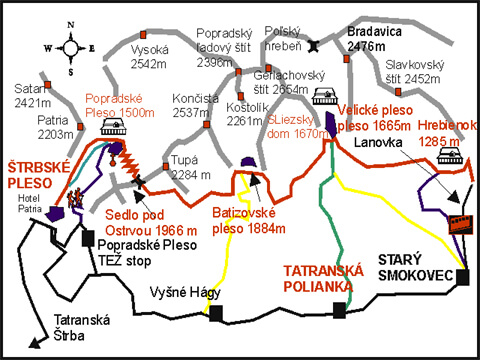 N
W
E
S
Vysoká
2542m
Popradský
ľadový štít
2396m
Poľský
hrebeň
Bradavica
2476m
Slavkovský
štít 2452m
Gerlachovský
štít 2654m
Satan
2421m
Patria
2203m
Popradské
Pleso 1500m
Končistá
2537m
Koštolík
2261m
SLiezsky
dom 1670m
Velické pleso
pleso 1665m
Lanovka
Hrebienok
1285 m
ŠTRBSKÉ
PLESO
Hotel
Patria
Tupá
2284 m
Sedlo pod
Ostrvou 1966 m
Batizovské
pleso 1884m
Popradské Pleso
TEŽ stop
TATRANSKÁ
POLIANKA
STARÝ
SMOKOVEC
Vyšné Hágy
Tatranská
Štrba